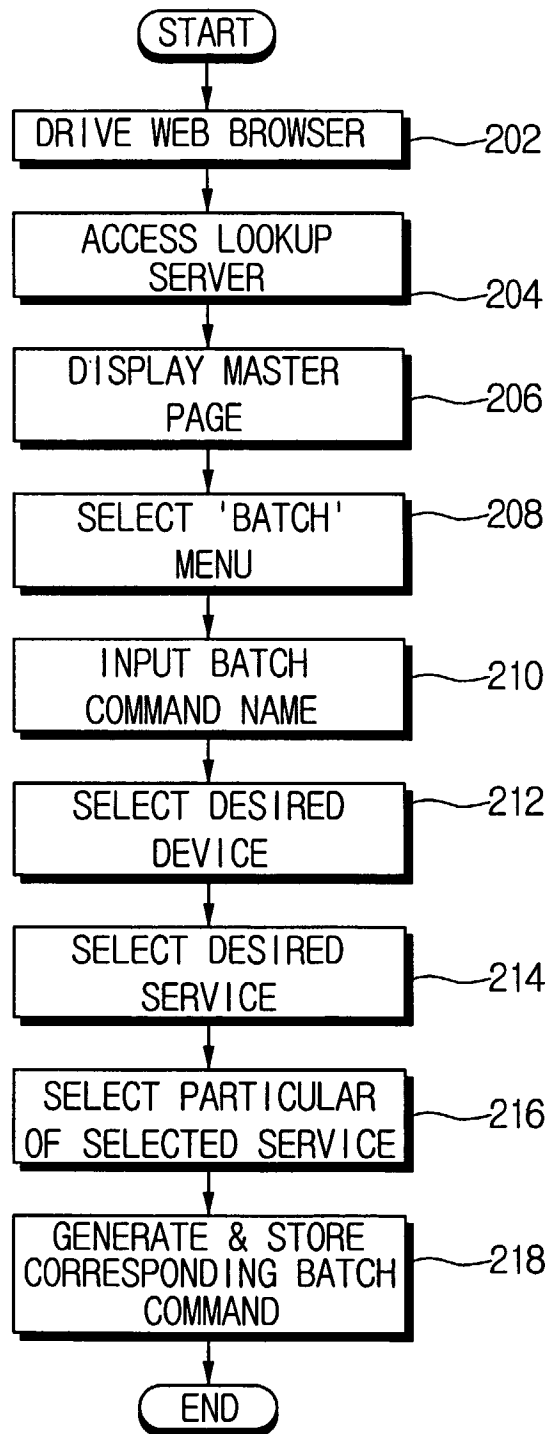 START
DRIVE WEB BROWSER
202
ACCESS LOOKUP
SERVER
204
DISPLAY MASTER
PAGE
206
SELECT 'BATCH'
MENU
208
INPUT BATCH
COMMAND NAME
210
SELECT DESIRED
DEVICE
212
SELECT DESIRED
SERVICE
214
SELECT PARTICULAR
OF SELECTED SERVICE
216
GENERATE & STORE
CORRESPONDING BATCH
COMMAND
218
END